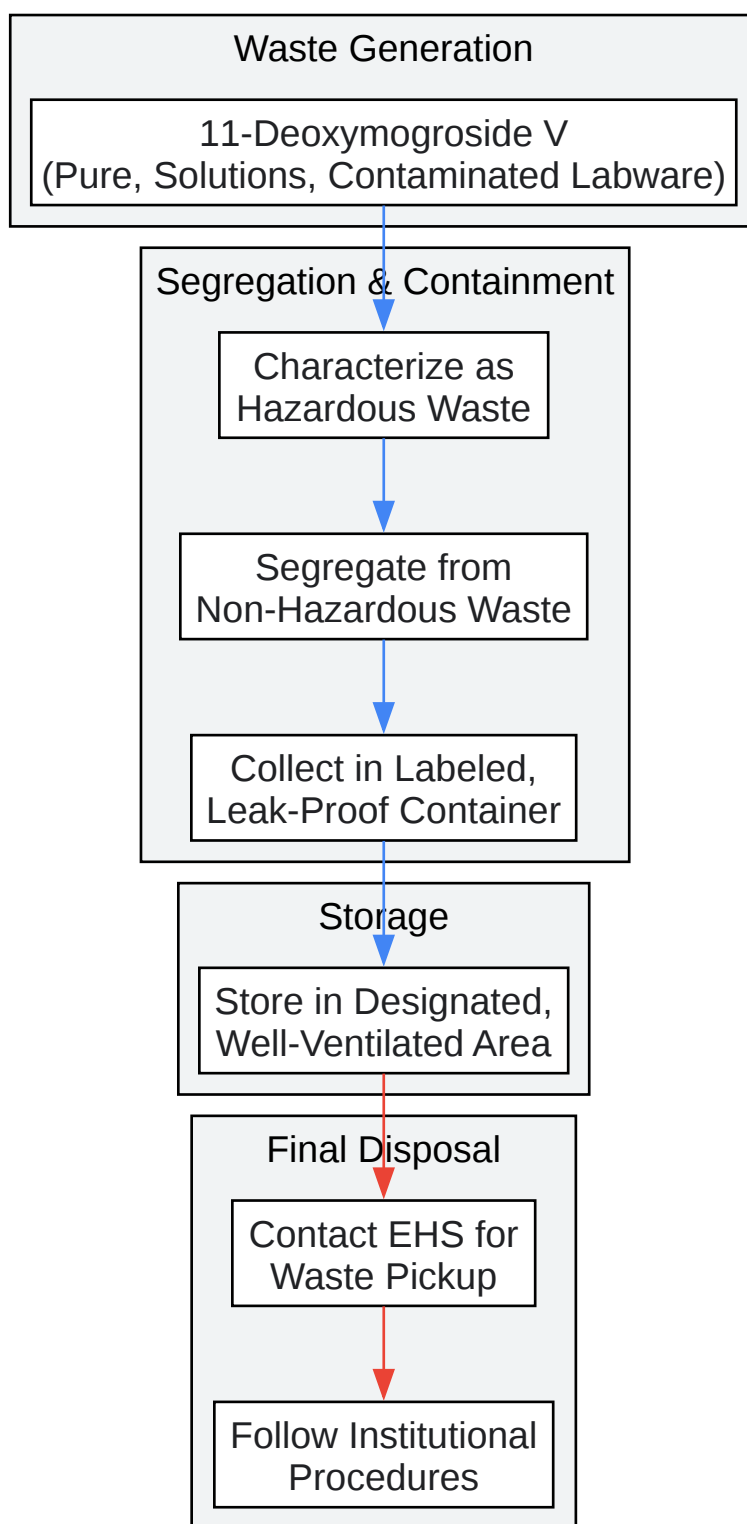 Waste Generation
11-Deoxymogroside V
(Pure, Solutions, Contaminated Labware)
Segregation & Containment
Characterize as
Hazardous Waste
Segregate from
Non-Hazardous Waste
Collect in Labeled,
Leak-Proof Container
Storage
Store in Designated,
Well-Ventilated Area
Final Disposal
Contact EHS for
Waste Pickup
Follow Institutional
Procedures